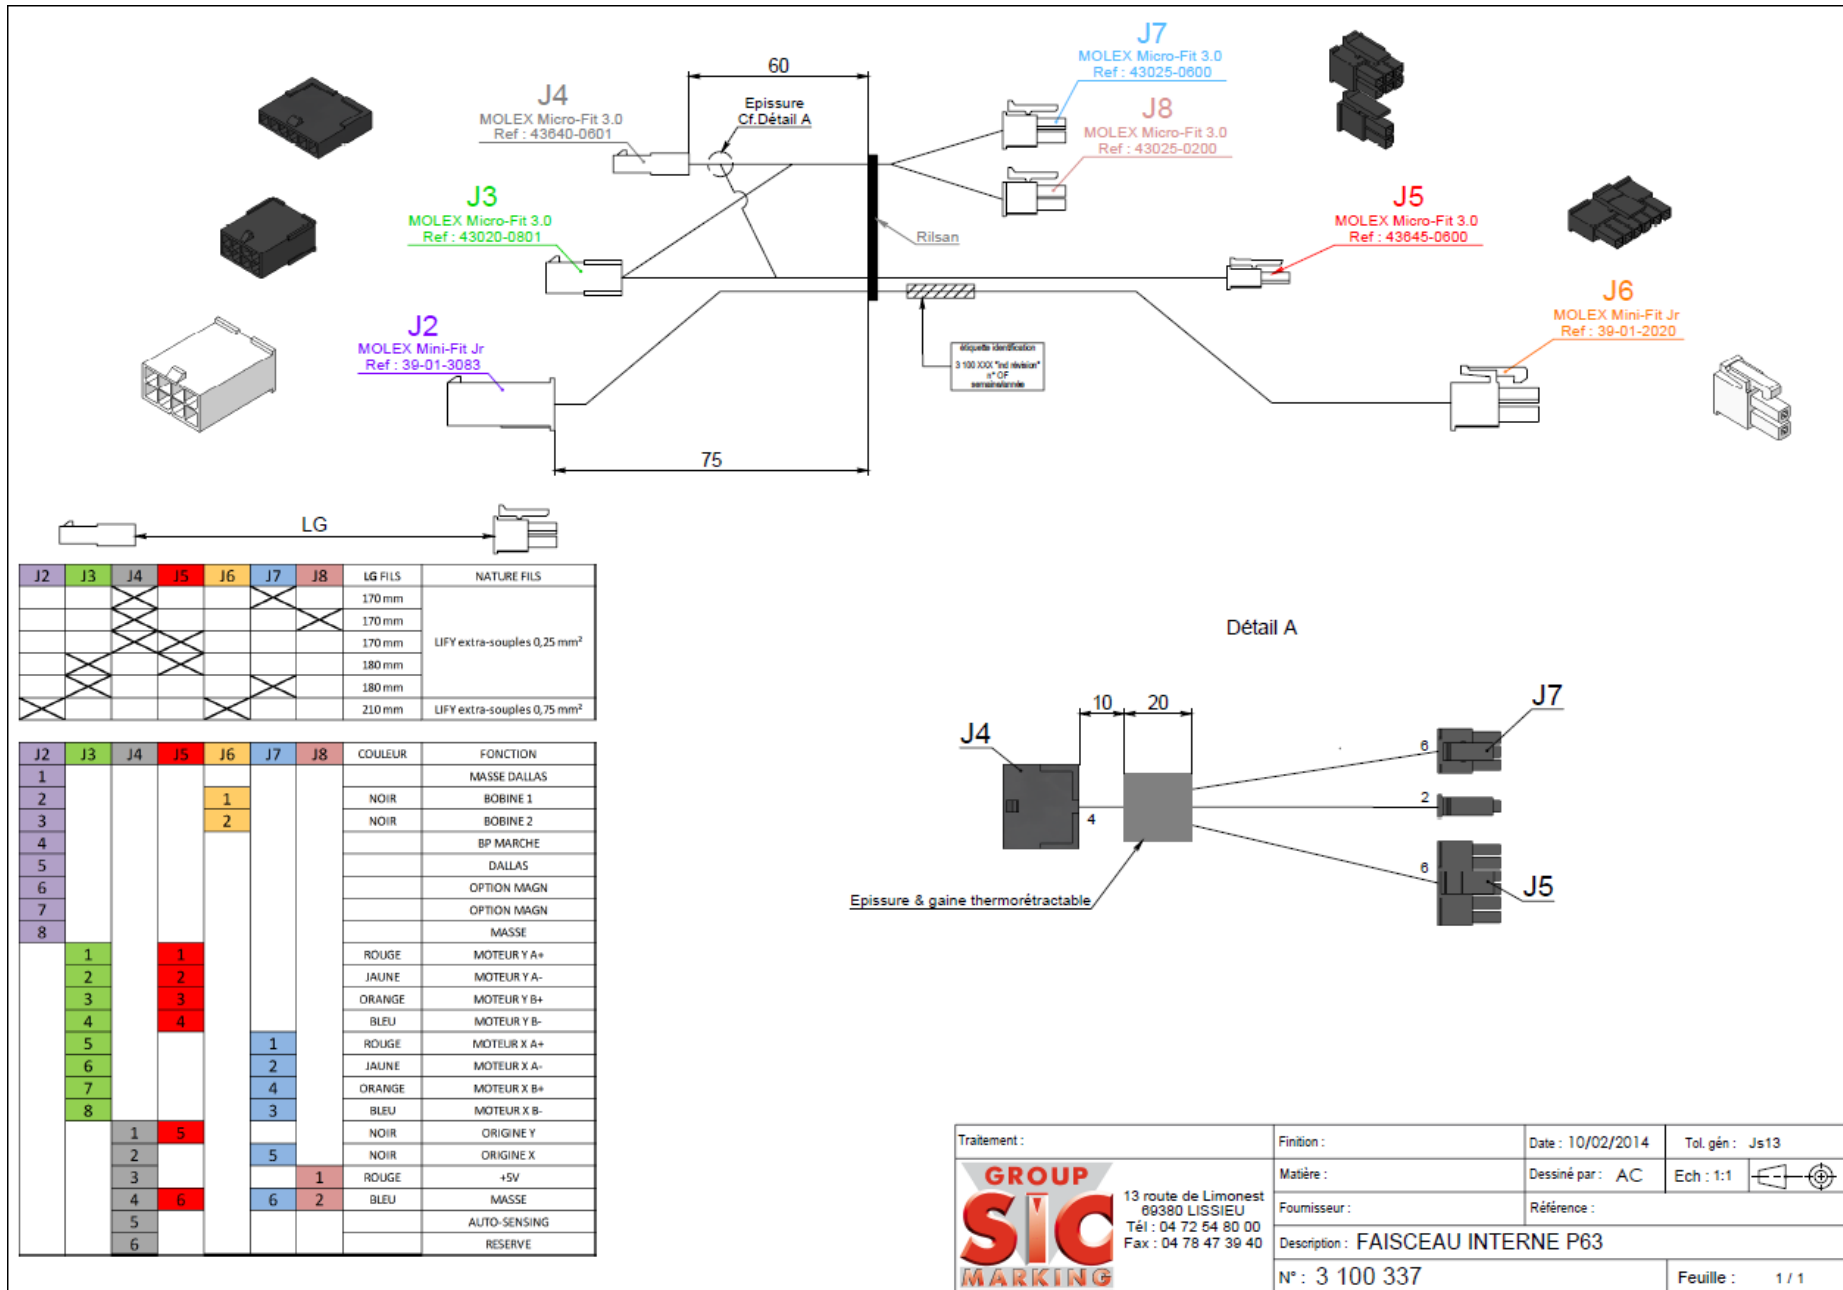 J7
MOLEX Micro-Fit 3.0
Ref : 43025-0600
60
J4
MOLEX Micro-Fit 3.0
Ref : 43640-0601
Epissure
Cf.Détail A
J8
MOLEX Micro-Fit 3.0
Ref : 43025-0200
J3
MOLEX Micro-Fit 3.0
Ref : 43020-0801
J5
MOLEX Micro-Fit 3.0
Ref : 43645-0600
Rilsan
J6
MOLEX Mini-Fit Jr
Ref : 39-01-2020
J2
MOLEX Mini-Fit Jr
Ref : 39-01-3083
étiquette identification
3 100 XXX "ind révision"
n° OF
semaine/année
75
LG
J2 J3 J4 J5 J6 J7 J8 LG FILS NATURE FILS
170 mm
170 mm
170 mm LIFY extra-souples 0,25 mm²
180 mm
180 mm
210 mm LIFY extra-souples 0,75 mm²
J2 J3 J4 J5 J6 J7 J8 COULEUR FONCTION
1 MASSE DALLAS
2 1 NOIR BOBINE 1
3 2 NOIR BOBINE 2
4 BP MARCHE
5 DALLAS
6 OPTION MAGN
7 OPTION MAGN
8 MASSE
1 1 ROUGE MOTEUR Y A+
2 2 JAUNE MOTEUR Y A-
3 3 ORANGE MOTEUR Y B+
4 4 BLEU MOTEUR Y B-
5 1 ROUGE MOTEUR X A+
6 2 JAUNE MOTEUR X A-
7 4 ORANGE MOTEUR X B+
8 3 BLEU MOTEUR X B-
1 5 NOIR ORIGINE Y
2 5 NOIR ORIGINE X
3 1 ROUGE +5V
4 6 6 2 BLEU MASSE
5 AUTO-SENSING
6 RESERVE
Détail A
10 20
J7
J4
6
2
4
6
J5
Epissure & gaine thermorétractable
Traitement :
Finition :
Date : 10/02/2014
Tol. gén : Js13
GROUP
SIC
MARKING
13 route de Limonest
69380 LISSIEU
Tél : 04 72 54 80 00
Fax : 04 78 47 39 40
Matière :
Dessiné par : AC
Ech : 1:1
Fournisseur :
Référence :
Description : FAISCEAU INTERNE P63
N° : 3 100 337
Feuille : 1 / 1